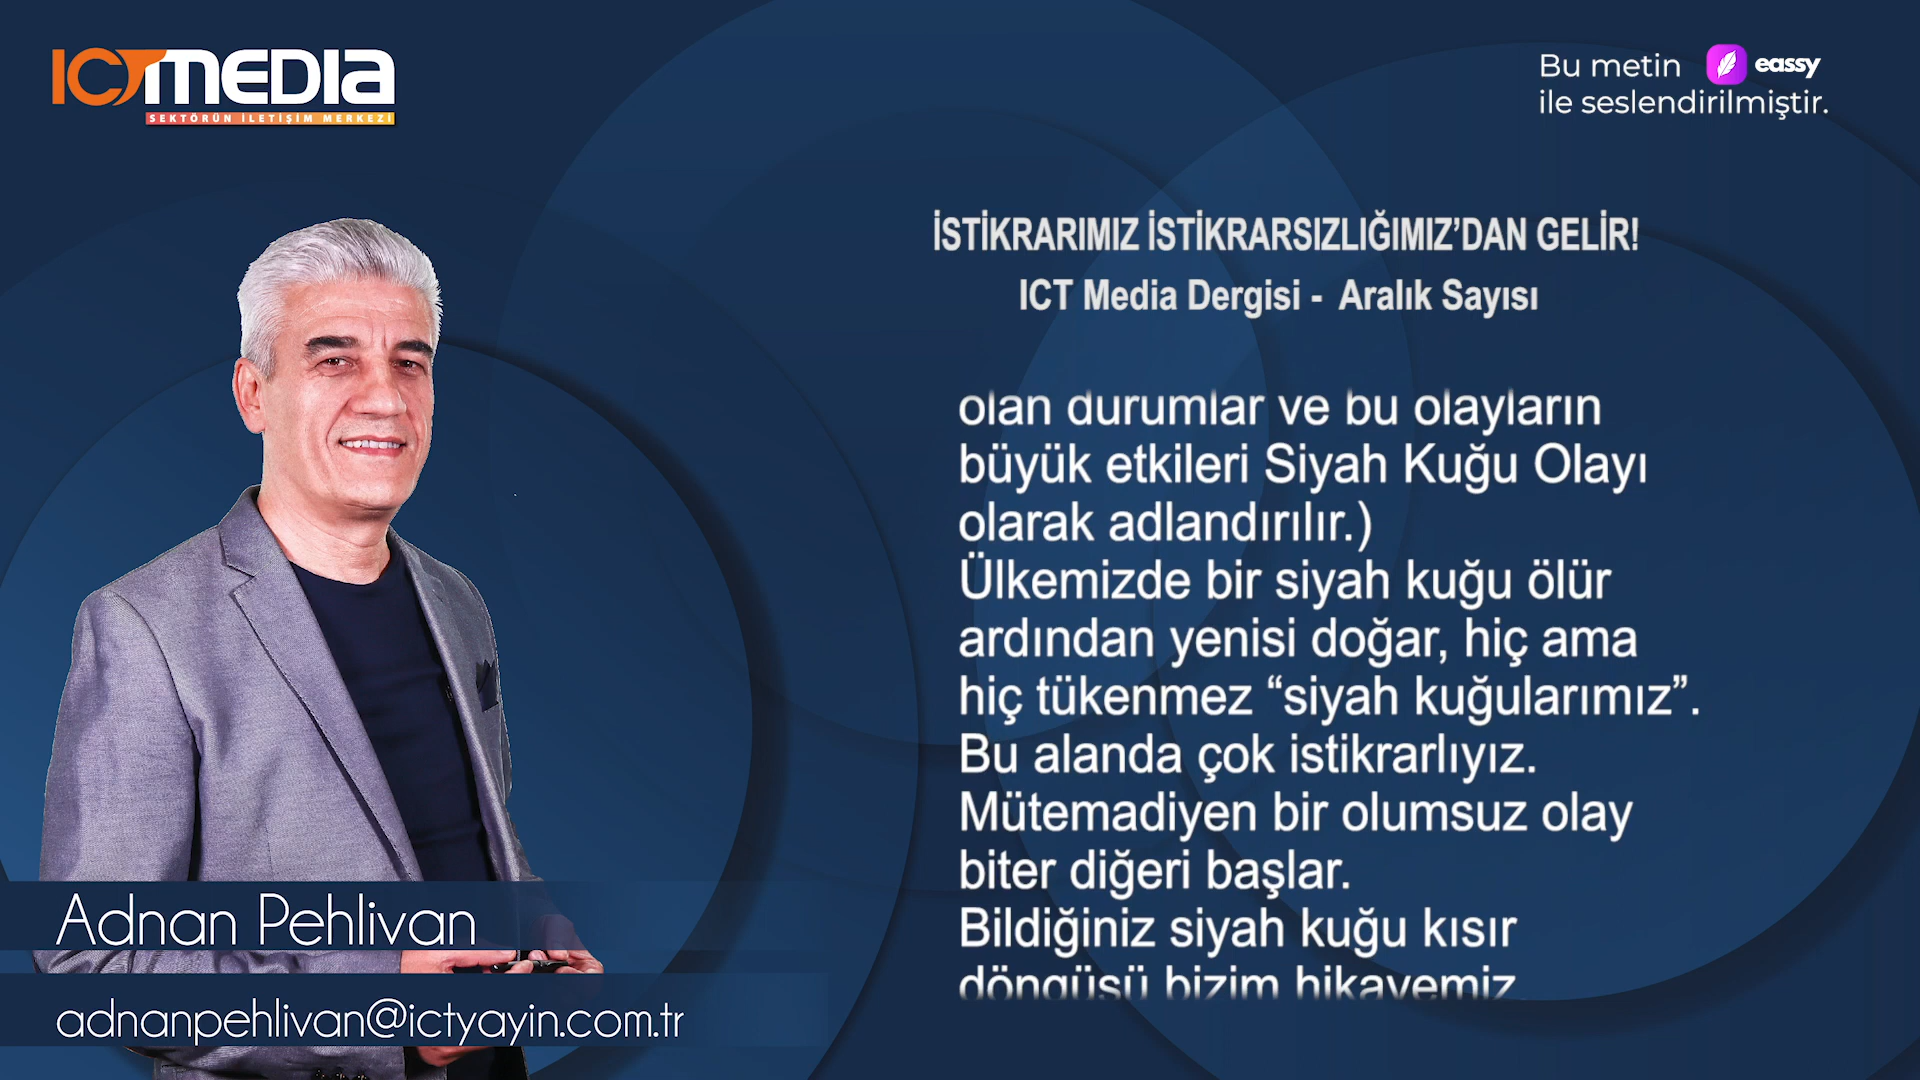 ICTMEDIA
SEKTÖRÜN İLETİŞİM MERKEZİ
Bu metin eassy
ile seslendirilmiştir.
İSTİKRARIMIZ İSTİKRARSIZLIĞIMIZ’DAN GELİR!
ICT Media Dergisi - Aralık Sayısı
olan durumlar ve bu olayların
büyük etkileri Siyah Kuğu Olayı
olarak adlandırılır.)
Ülkemizde bir siyah kuğu ölür
ardından yenisi doğar, hiç ama
hiç tükenmez “siyah kuğularımız”.
Bu alanda çok istikrarlıyız.
Mütemadiyen bir olumsuz olay
biter diğeri başlar.
Bildiğiniz siyah kuğu kısır
döngüsü bizim hikayemiz
Adnan Pehlivan
adnanpehlivan@ictyayin.com.tr